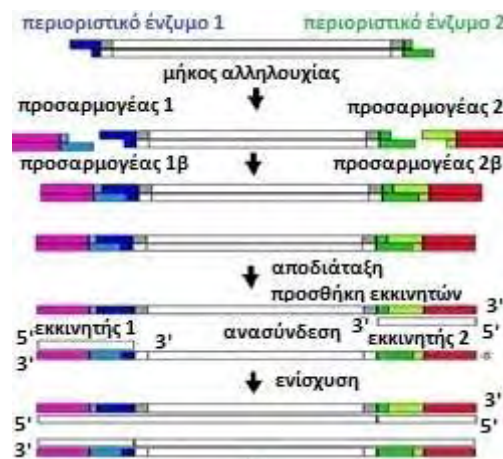 περιοριστικό ένζυμο 1 περιοριστικό ένζυμο 2
μήκος αλληλουχίας
προσαρμογέας 1 προσαρμογέας 2
προσαρμογέας 1β προσαρμογέας 2β
αποδιάταξη
προσθήκη εκκινητών 3'
5' εκκινητής 1 3' ανασύνδεση 3' εκκινητής 2 5'
3'
ενίσχυση
3'
5' 5'
3'